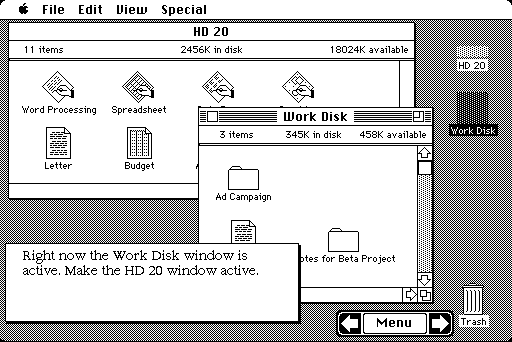 File Edit View Special
HD 20
11 items 2456K in disk 18024K available
HD 20
Word Processing Spreadsheet
Letter Budget
Work Disk
3 items 345K in disk 458K available
Work Disk
Ad Campaign
for Beta Project
Right now the Work Disk window is
active. Make the HD 20 window active.
Menu
Trash